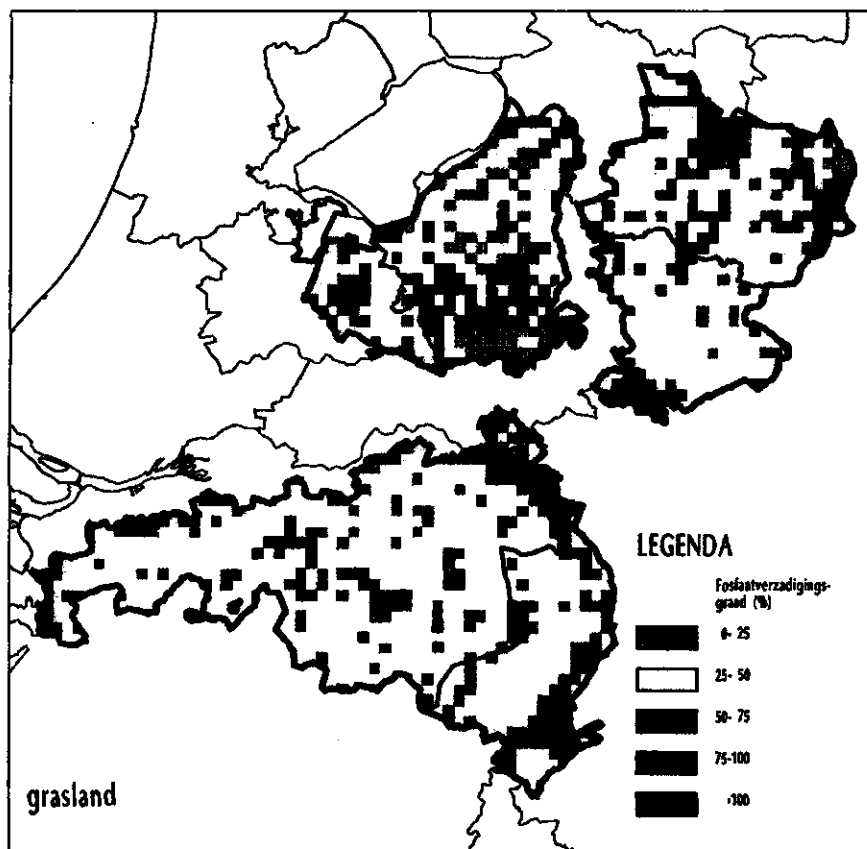 LEGENDA
Fosfaatverzadigings-
graad (%)
0- 25
25- 50
50- 75
75-100
>100
grasland